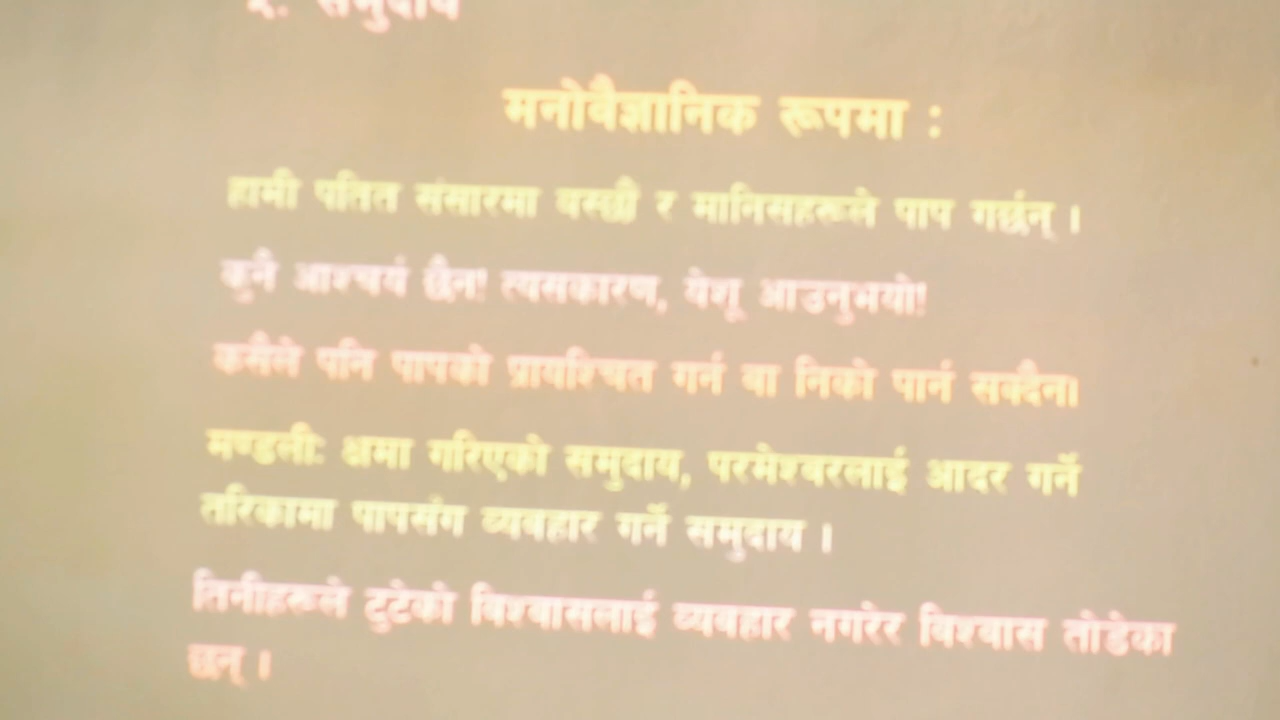 २. समुदाय
मनोवैज्ञानिक रूपमा :
हामी पतित संसारमा बस्छौं र मानिसहरूले पाप गर्छन् ।
कुनै आश्चर्य छैन! त्यसकारण, येशू आउनुभयो!
कसैले पनि पापको प्रायश्चित गर्न वा निको पार्न सक्दैन।
मण्डली: क्षमा गरिएको समुदाय, परमेश्वरलाई आदर गर्ने
तरिकामा पापसँग व्यवहार गर्ने समुदाय ।
तिनीहरूले टुटेको विश्वासलाई व्यवहार नगरेर विश्वास तोडेका
छन् ।